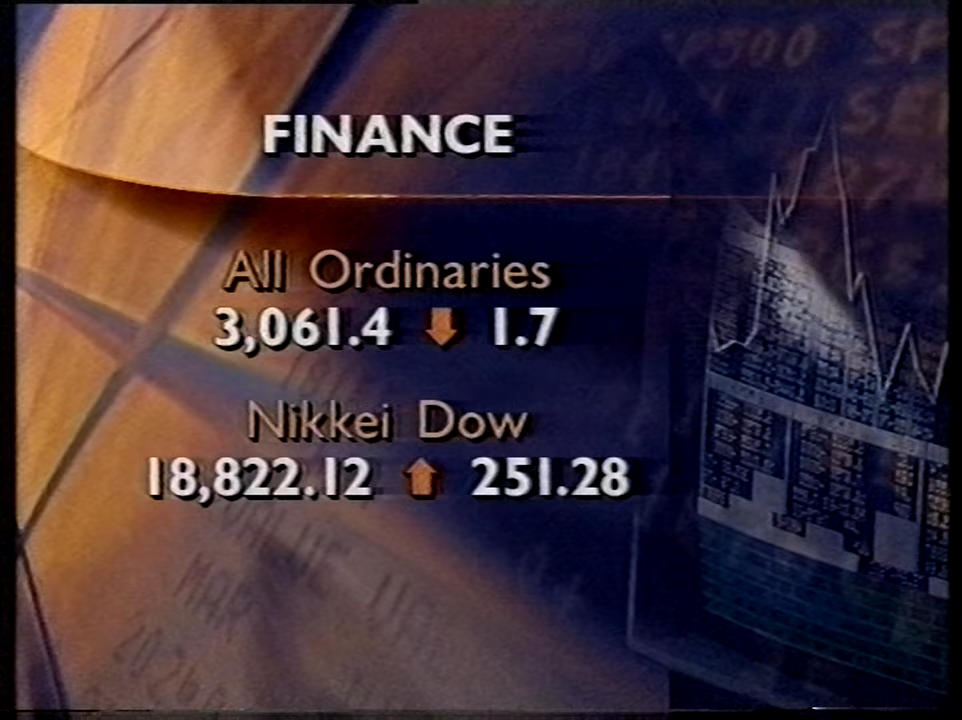 FINANCE
All Ordinaries
3,061.4 ⬇ 1.7
Nikkei Dow
18,822.12 ⬆ 251.28